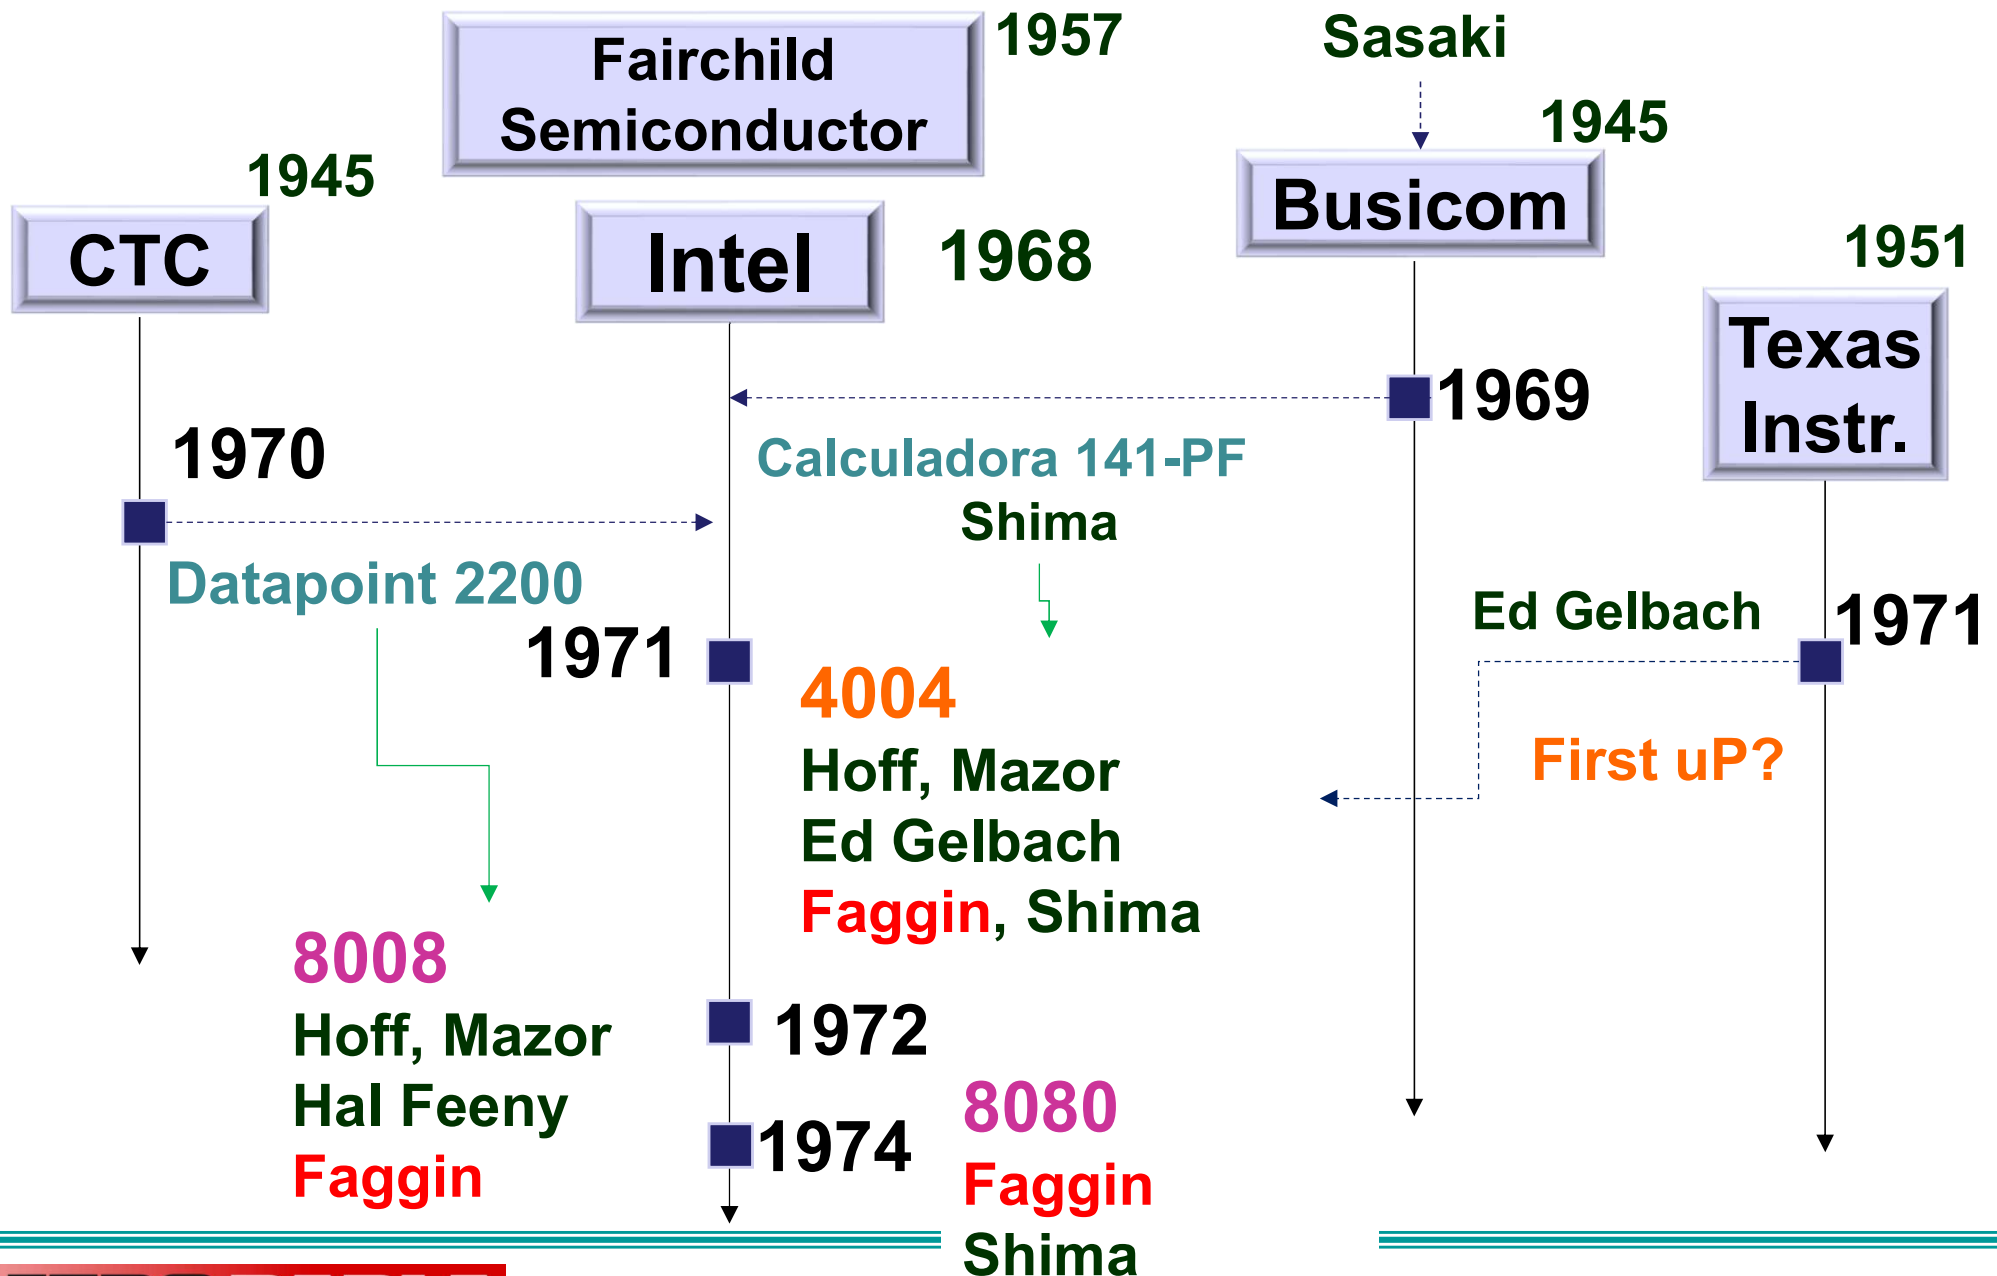 Fairchild
Semiconductor
1957
Sasaki
1945
CTC
Intel
1968
1945
Busicom
1951
Texas
Instr.
1969
1970
Calculadora 141-PF
Shima
Datapoint 2200
1971
Ed Gelbach
1971
4004
Hoff, Mazor
Ed Gelbach
Faggin, Shima
First uP?
8008
Hoff, Mazor
Hal Feeny
Faggin
1972
1974
8080
Faggin
Shima